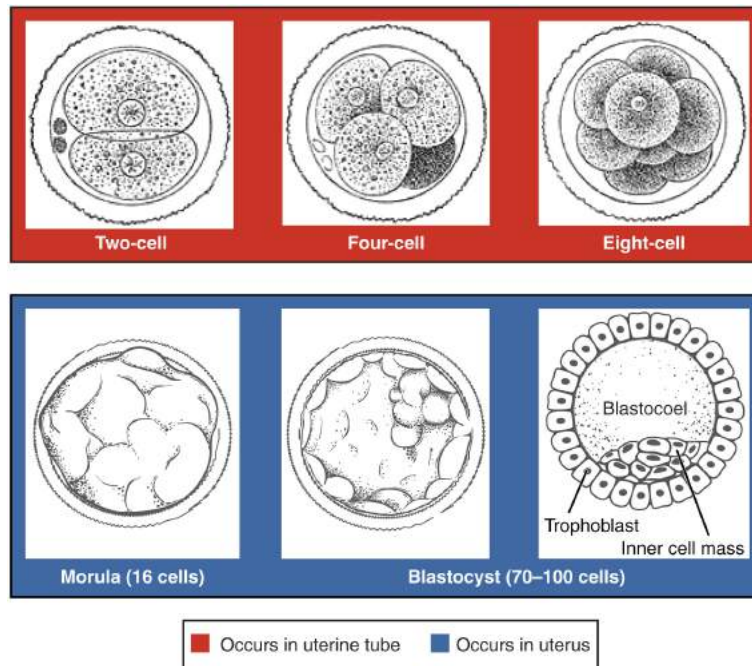 Two-cell
Four-cell
Eight-cell
Blastocoel
Trophoblast
Inner cell mass
Morula (16 cells)
Blastocyst (70–100 cells)
Occurs in uterine tube
Occurs in uterus